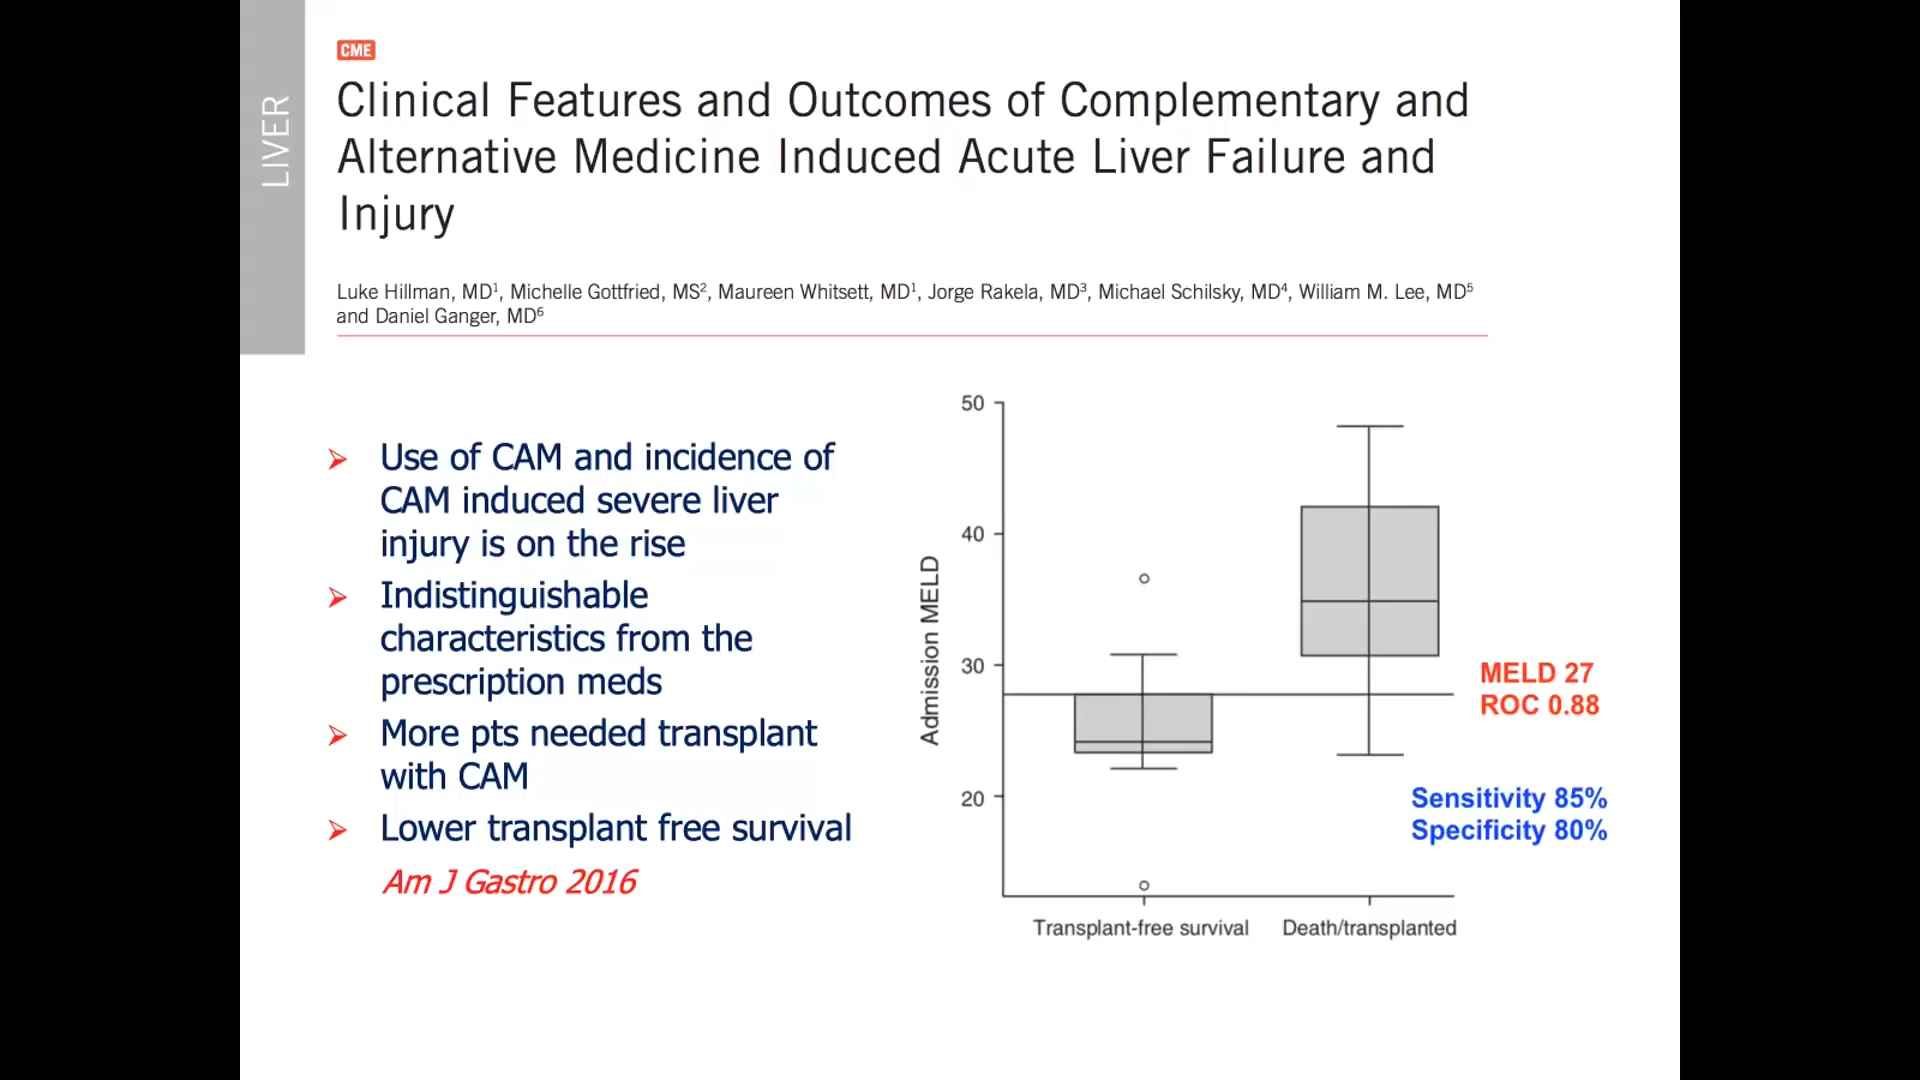 LIVER
CME
Clinical Features and Outcomes of Complementary and
Alternative Medicine Induced Acute Liver Failure and
Injury
Luke Hillman, MD¹, Michelle Gottfried, MS², Maureen Whitsett, MD¹, Jorge Rakela, MD³, Michael Schilsky, MD⁴, William M. Lee, MD⁵
and Daniel Ganger, MD⁶
Use of CAM and incidence of
CAM induced severe liver
injury is on the rise
Indistinguishable
characteristics from the
prescription meds
More pts needed transplant
with CAM
Lower transplant free survival
Am J Gastro 2016
Admission MELD
50
40
30
20
Transplant-free survival
Death/transplanted
MELD 27
ROC 0.88
Sensitivity 85%
Specificity 80%